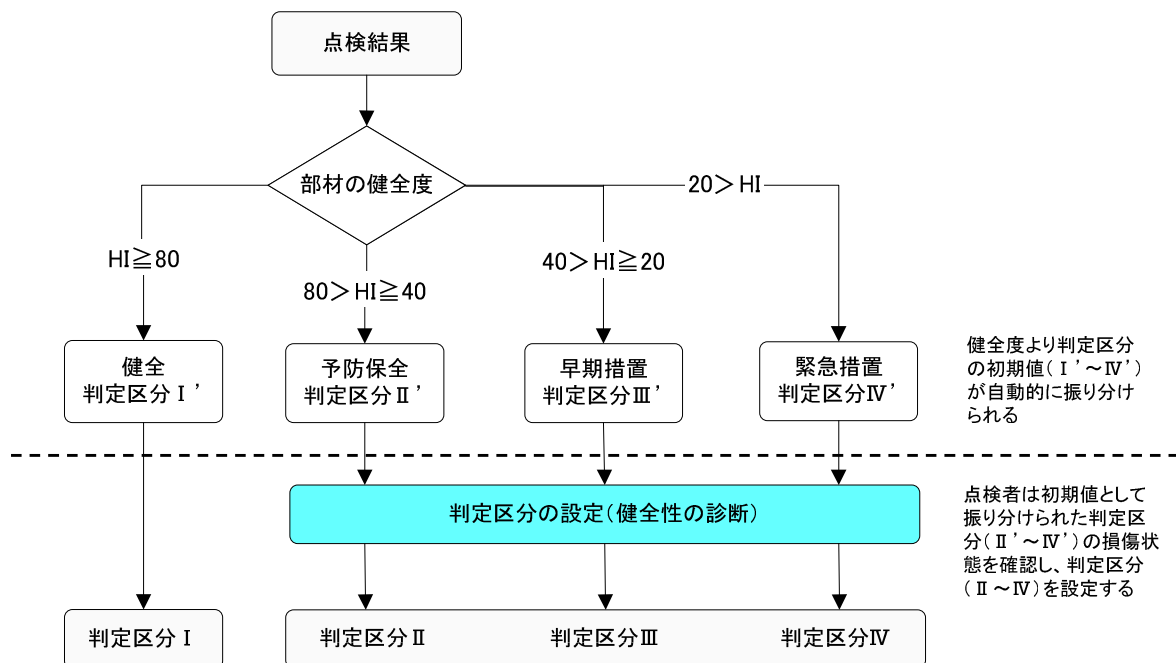 点検結果
部材の健全度
20＞HI
HI≧80
40＞HI≧20
80＞HI≧40
健全
判定区分Ⅰ’
予防保全
判定区分Ⅱ’
早期措置
判定区分Ⅲ’
緊急措置
判定区分Ⅳ’
健全度より判定区分
の初期値（Ⅰ’～Ⅳ’）
が自動的に振り分け
られる
判定区分の設定（健全性の診断）
点検者は初期値として
振り分けられた判定区
分（Ⅱ’～Ⅳ’）の損傷状
態を確認し、判定区分
（Ⅱ～Ⅳ）を設定する
判定区分Ⅰ
判定区分Ⅱ
判定区分Ⅲ
判定区分Ⅳ